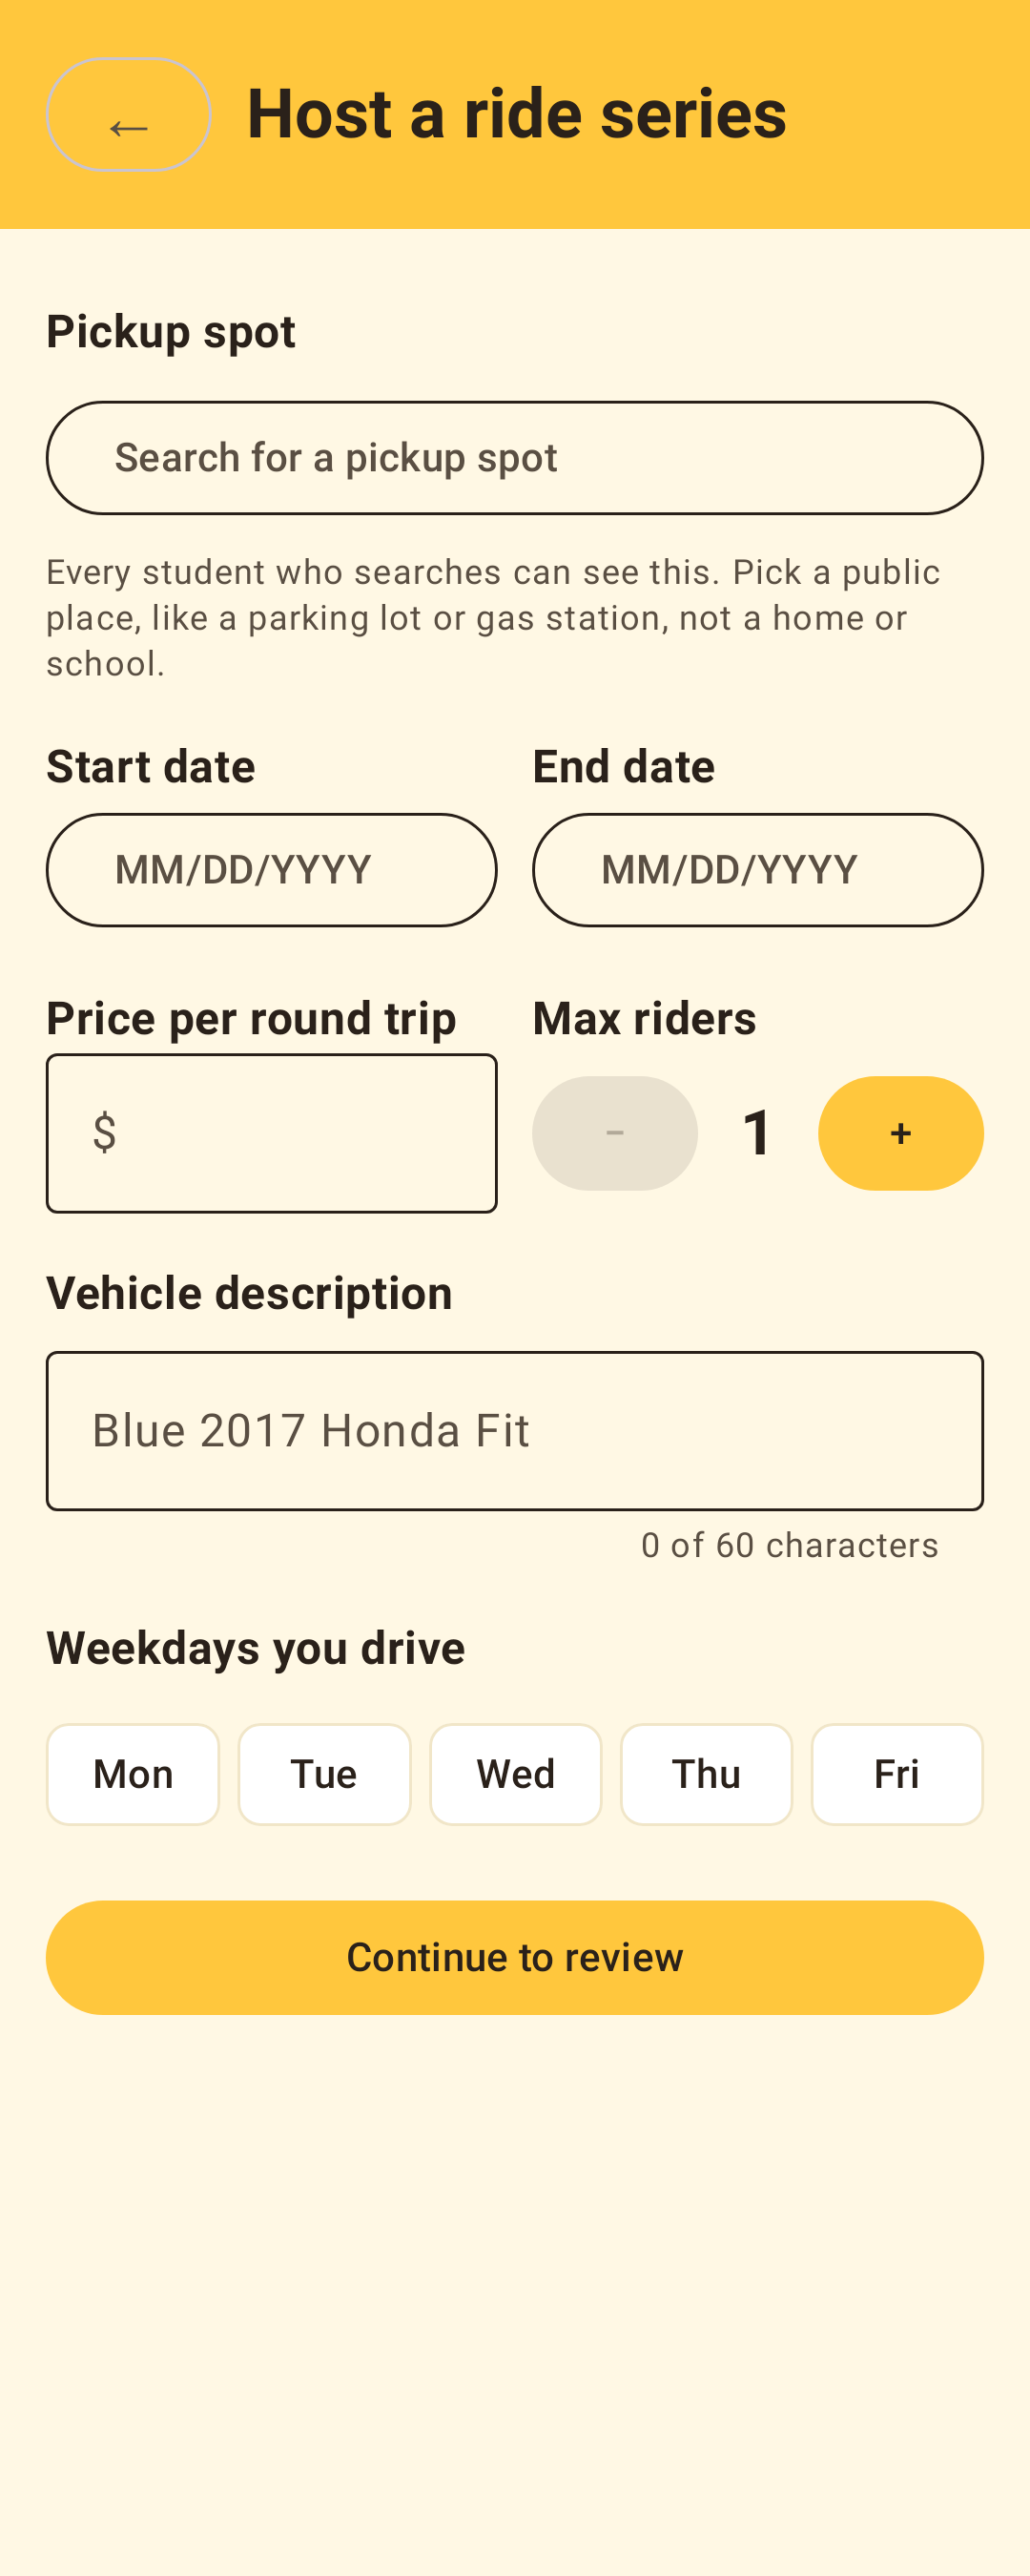 ← Host a ride series
Pickup spot
Search for a pickup spot
Every student who searches can see this. Pick a public
place, like a parking lot or gas station, not a home or
school.
Start date End date
MM/DD/YYYY MM/DD/YYYY
Price per round trip Max riders
$ − 1 +
Vehicle description
Blue 2017 Honda Fit
0 of 60 characters
Weekdays you drive
Mon Tue Wed Thu Fri
Continue to review